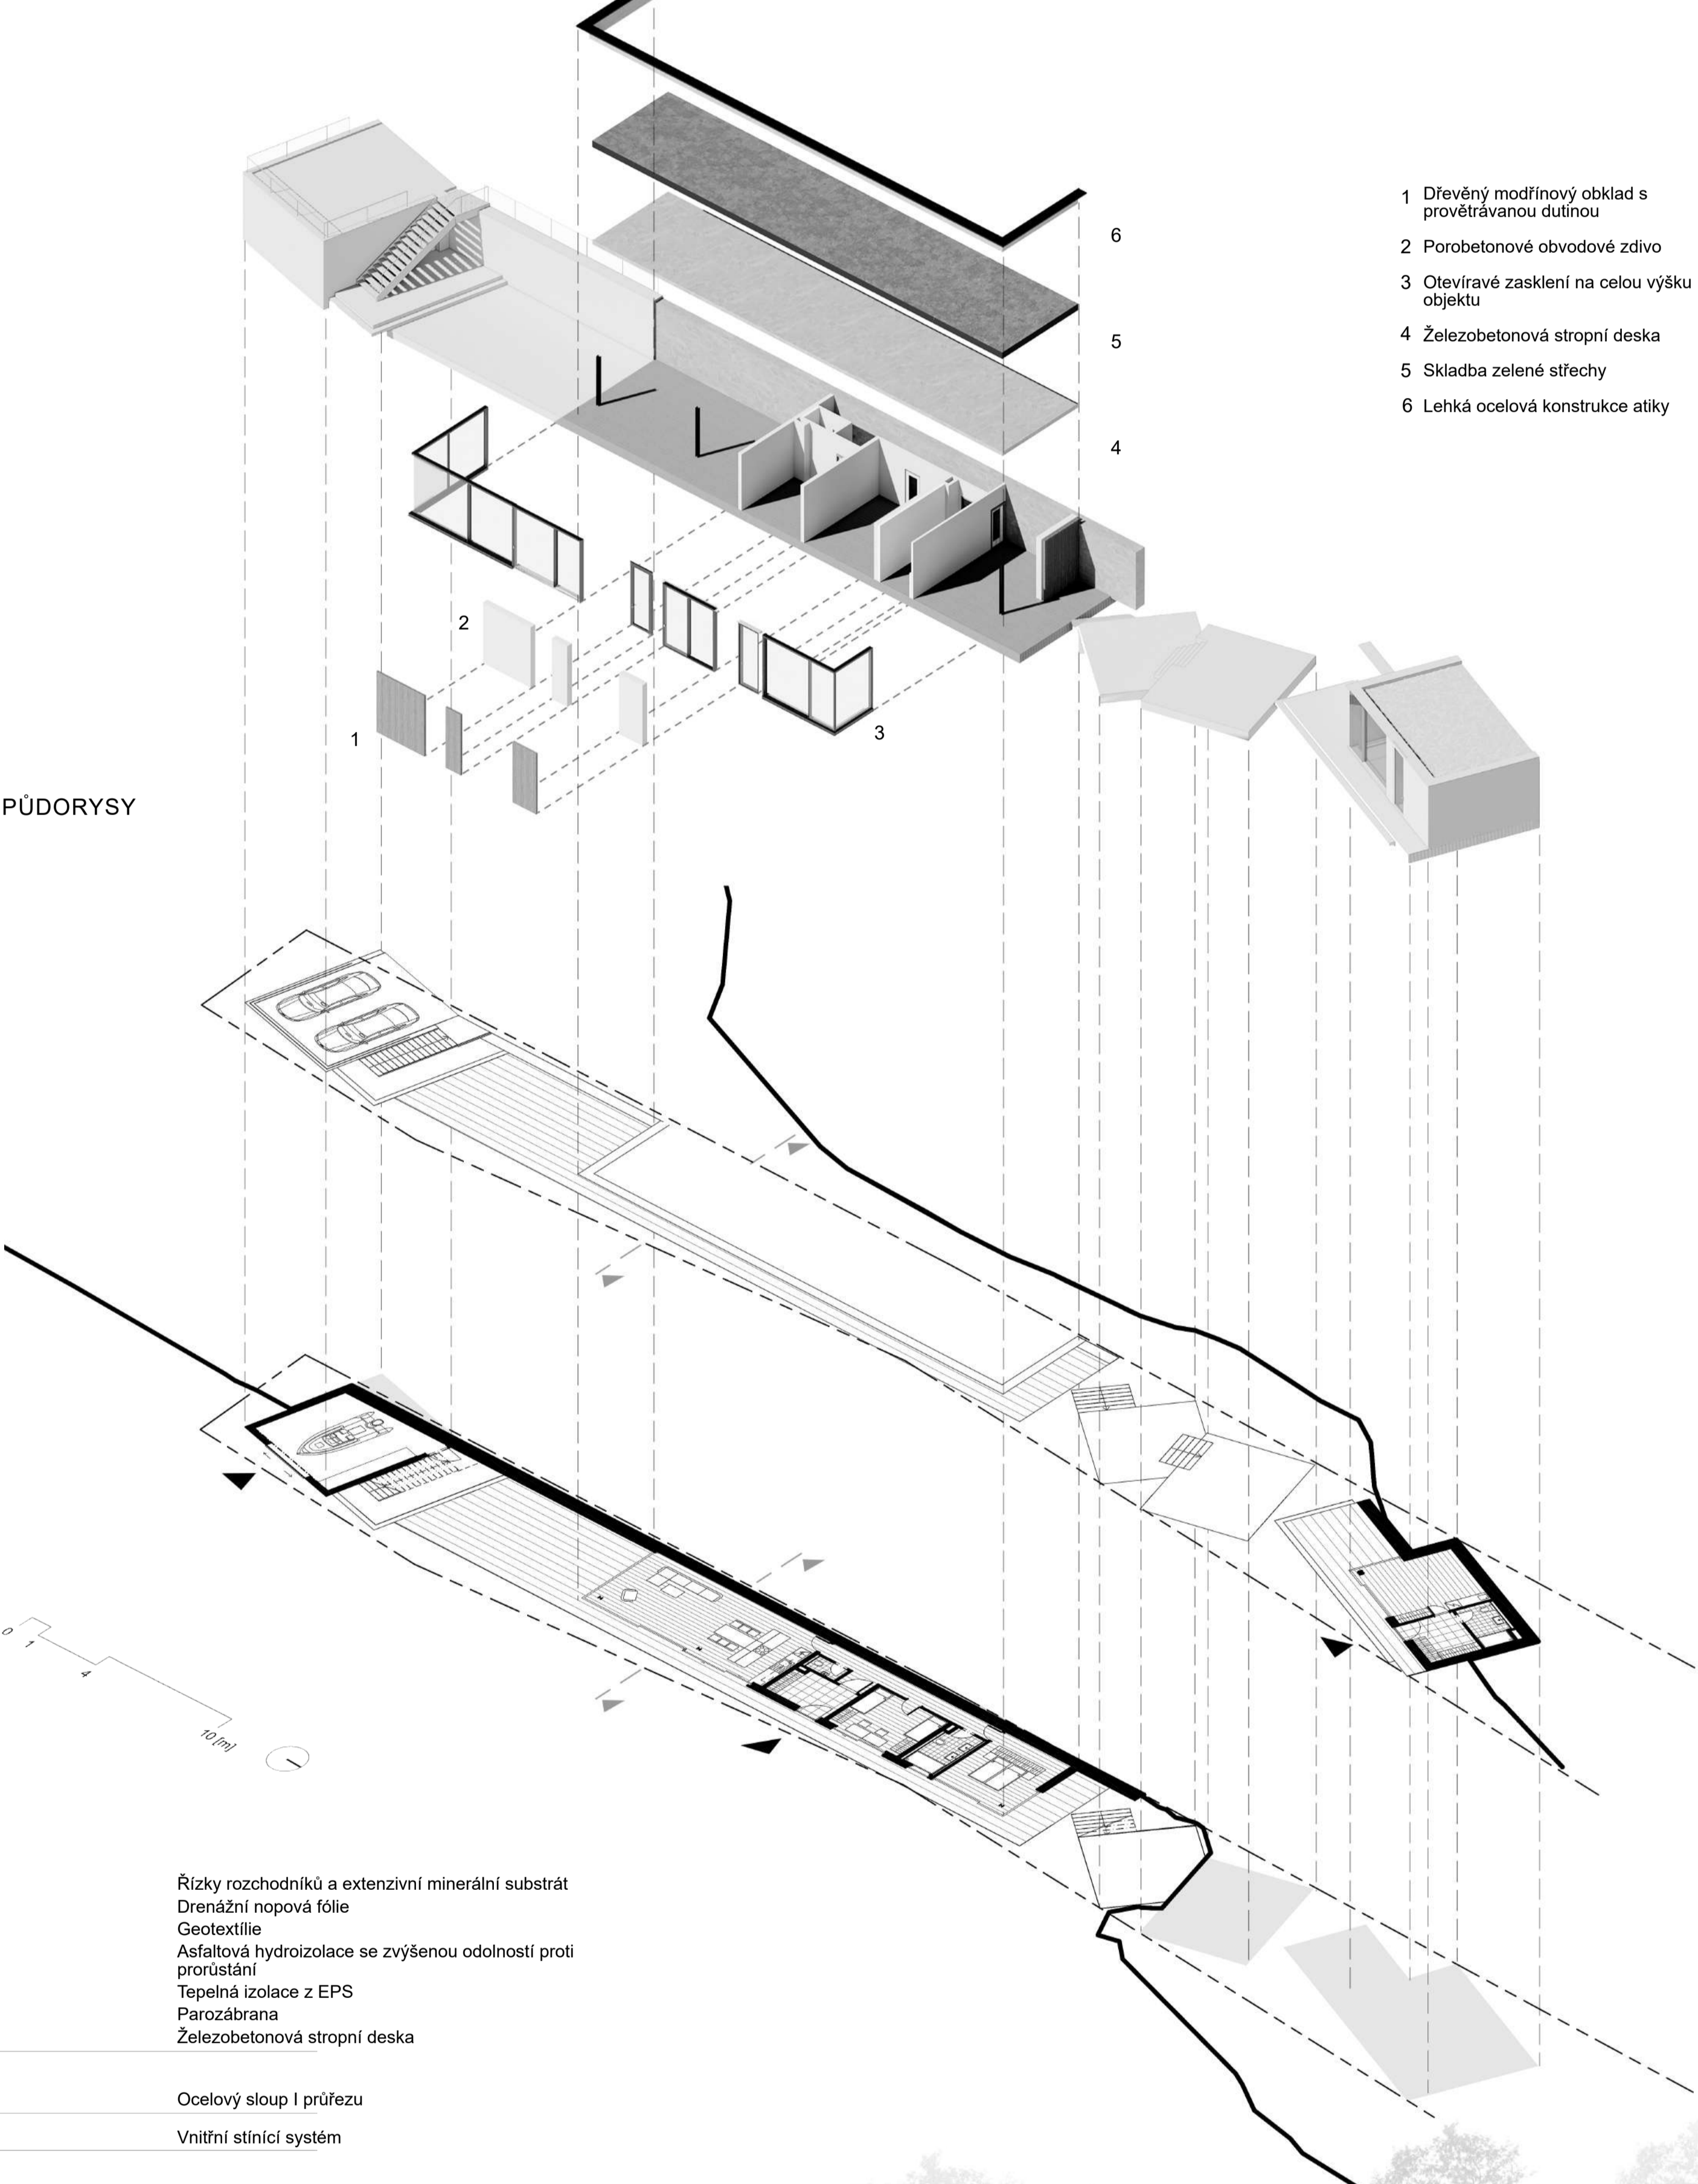 6
5
4
1 Dřevěný modřínový obklad s
provětrávanou dutinou
2 Porobetonové obvodové zdivo
3 Otevíravé zasklení na celou výšku
objektu
4 Železobetonová stropní deska
5 Skladba zelené střechy
6 Lehká ocelová konstrukce atiky
2
1
3
PŮDORYSY
0
1
4
10 [m]
Řízky rozchodníků a extenzivní minerální substrát
Drenážní nopová fólie
Geotextílie
Asfaltová hydroizolace se zvýšenou odolností proti
prorůstání
Tepelná izolace z EPS
Parozábrana
Železobetonová stropní deska
Ocelový sloup I průřezu
Vnitřní stínící systém